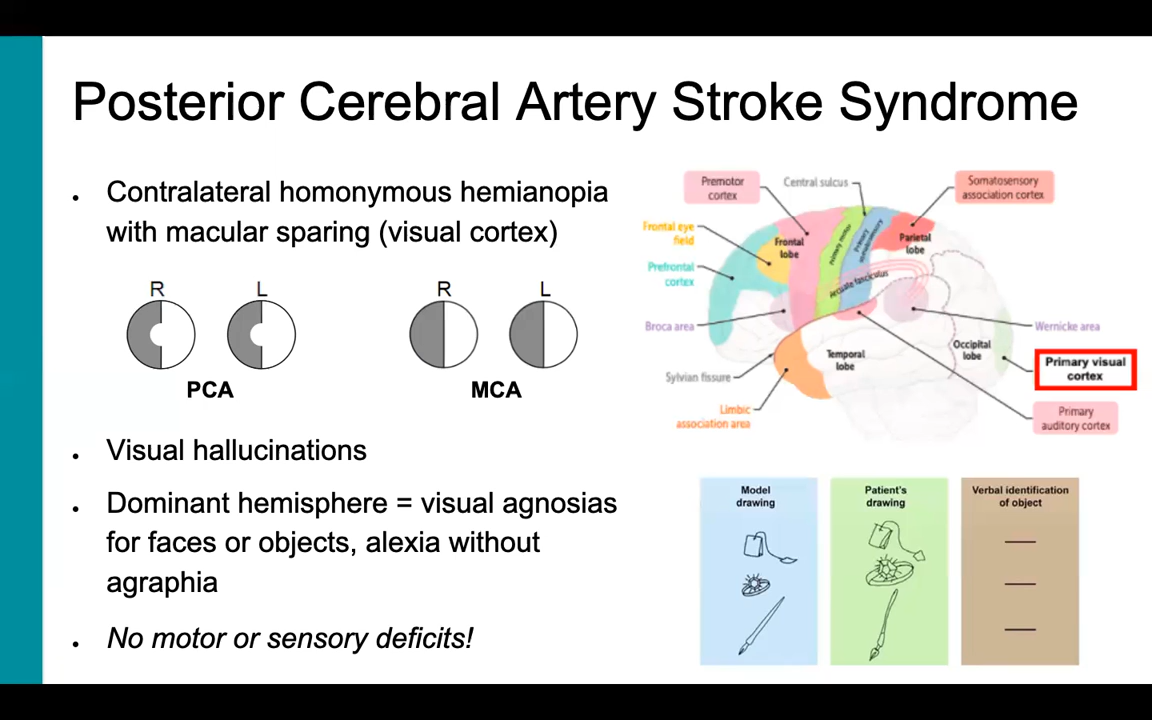 Posterior Cerebral Artery Stroke Syndrome
• Contralateral homonymous hemianopia
with macular sparing (visual cortex)
R L
PCA
R L
MCA
• Visual hallucinations
• Dominant hemisphere = visual agnosias
for faces or objects, alexia without
agraphia
• No motor or sensory deficits!
Premotor
cortex
Central sulcus
Somatosensory
association cortex
Frontal eye
field
Frontal
lobe
Primary motor
Primary
somatosensory
Parietal
lobe
Prefrontal
cortex
Arcuate fasciculus
Broca area
Wernicke area
Temporal
lobe
Occipital
lobe
Sylvian fissure
Primary visual
cortex
Limbic
association area
Primary
auditory cortex
Model
drawing
Patient's
drawing
Verbal identification
of object